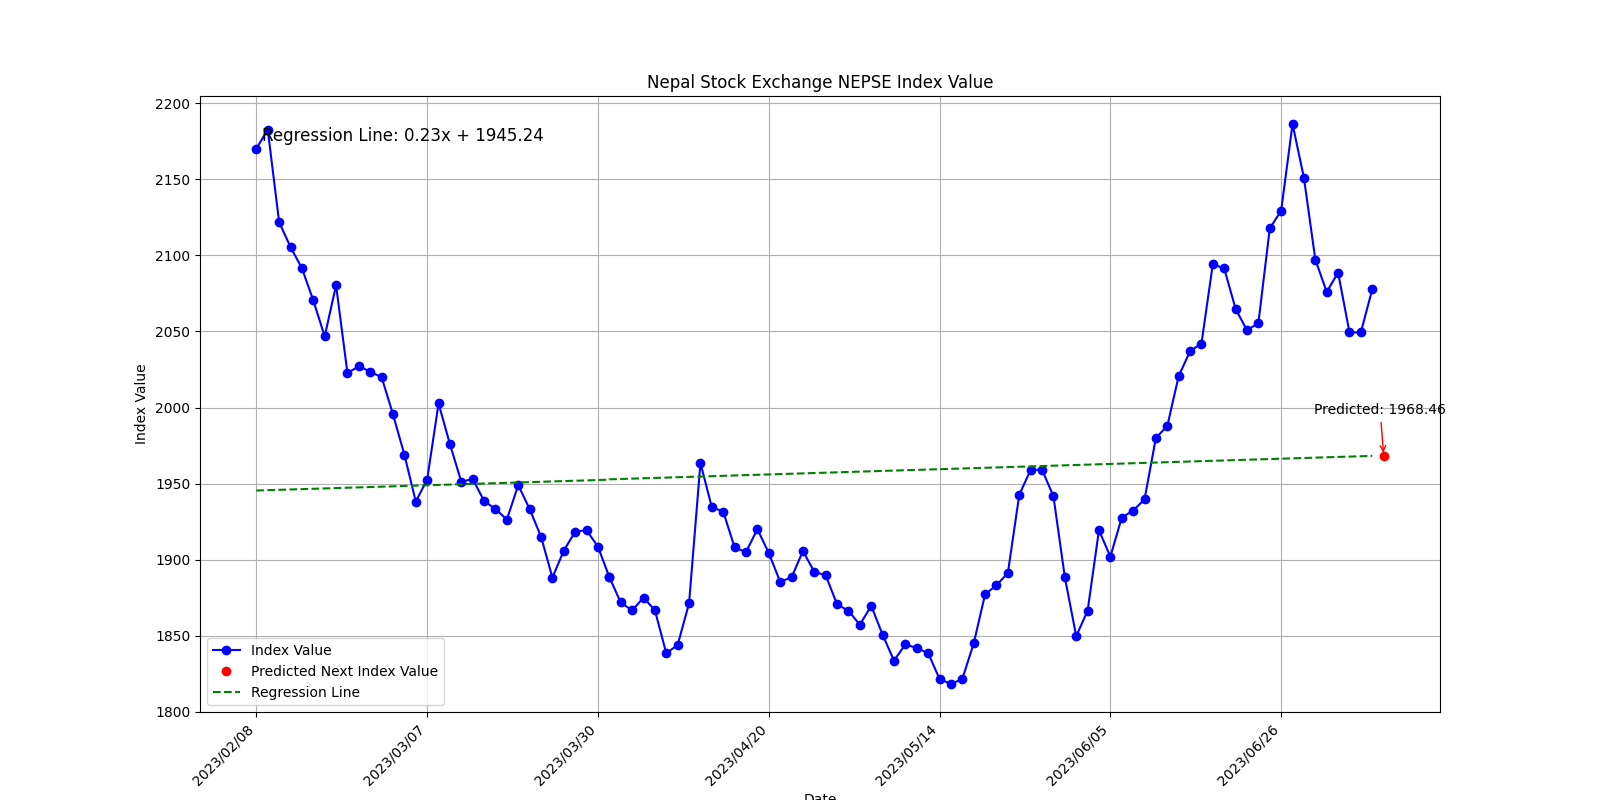 Nepal Stock Exchange NEPSE Index Value
Regression Line: 0.23x + 1945.24
2200
2150
2100
2050
2000
1950
1900
1850
1800
Index Value
Predicted: 1968.46
Index Value
Predicted Next Index Value
Regression Line
2023/02/08
2023/03/07
2023/03/30
2023/04/20
2023/05/14
2023/06/05
2023/06/26
Date